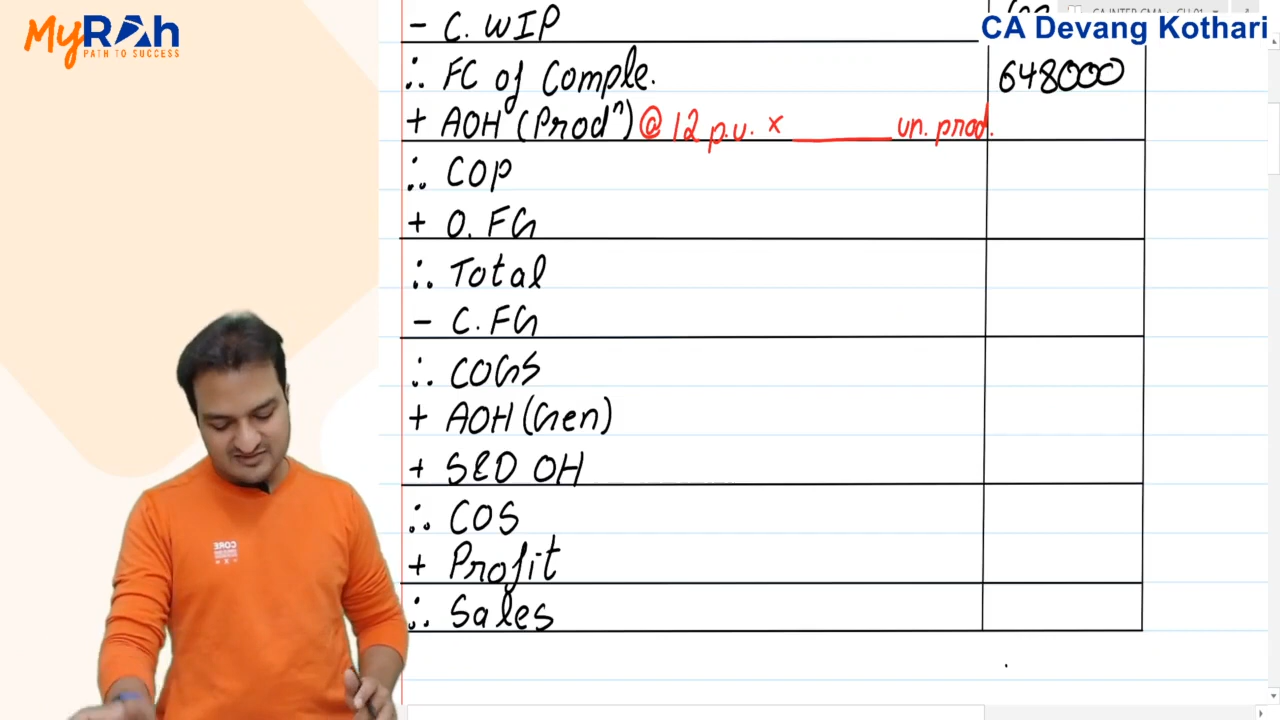 MyRAh
PATH TO SUCCESS
CA Devang Kothari
- C. WIP
∴ FC of Comple. 648000
+ AOH (Prodⁿ) @ 12 p.u. × ______ un. prod.
∴ COP
+ O. FG
∴ Total
- C. FG
∴ COGS
+ AOH (Gen)
+ S&D OH
∴ COS
+ Profit
∴ Sales
CORE